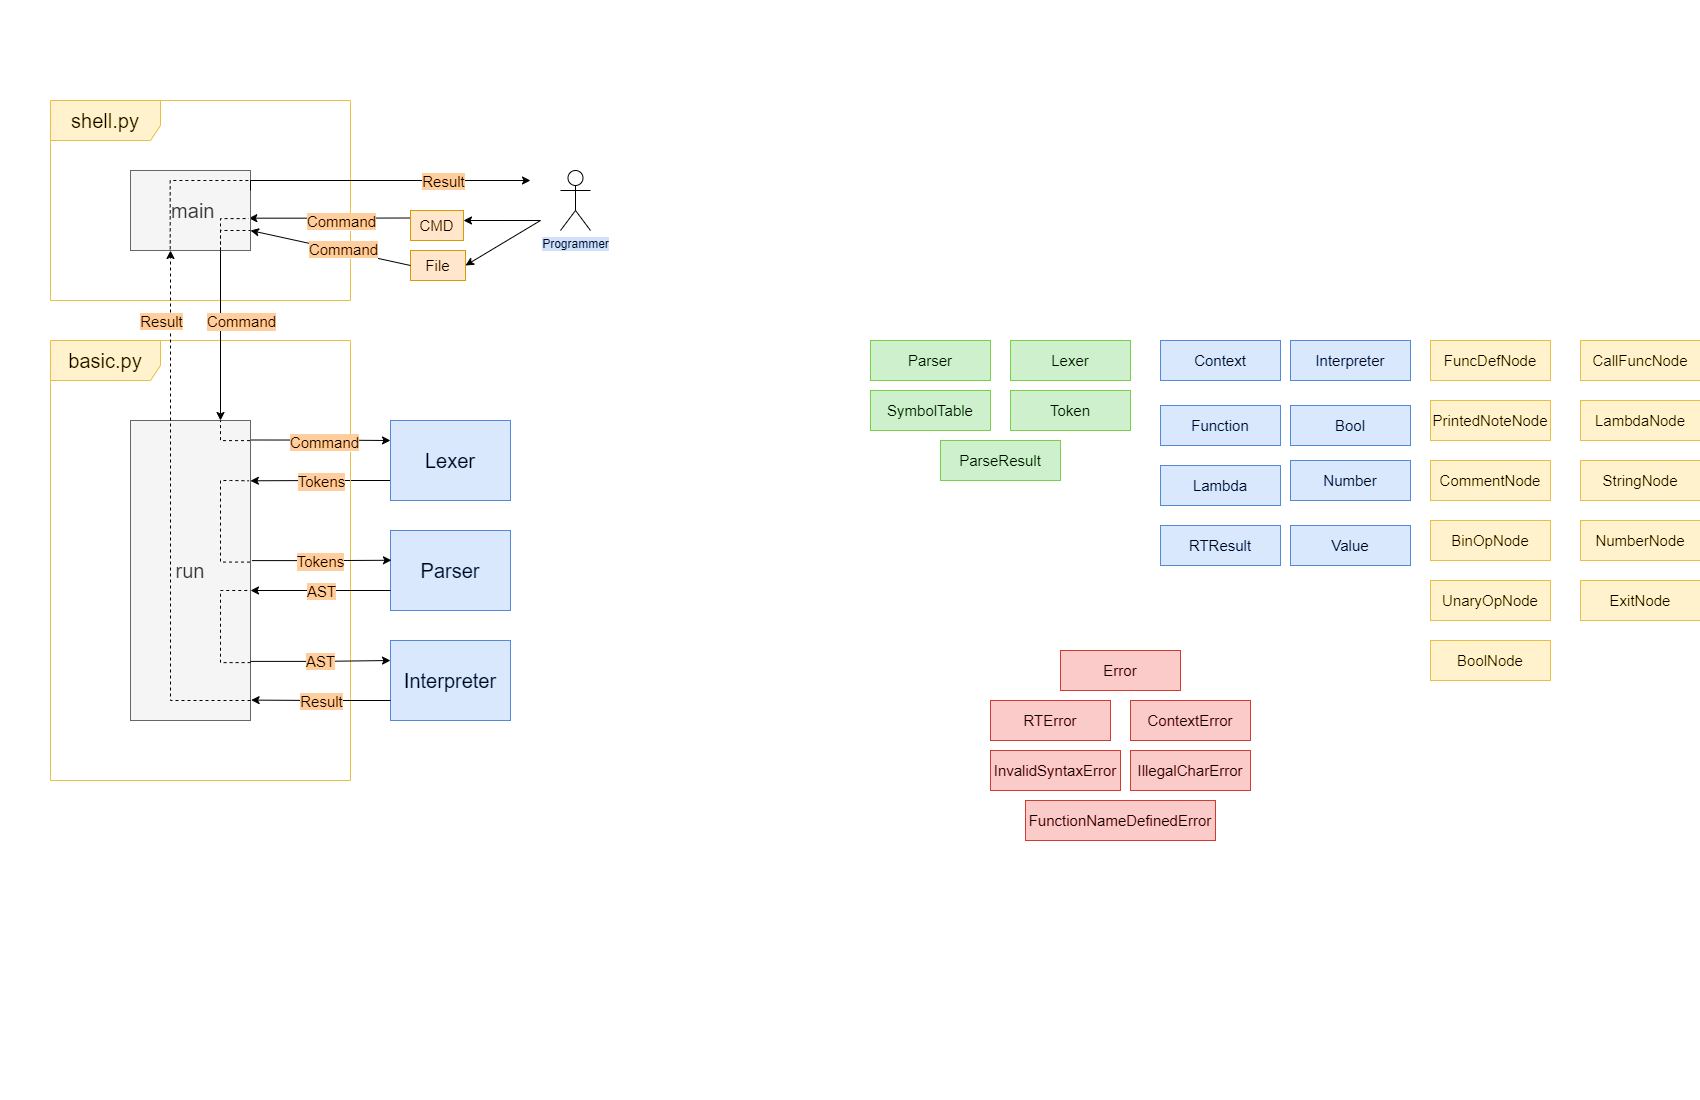 shell.py
main
Result
Command
CMD
Command
File
Programmer
Result
Command
basic.py
run
Command
Lexer
Tokens
Tokens
Parser
AST
AST
Interpreter
Result
Parser
Lexer
SymbolTable
Token
ParseResult
Context
Interpreter
Function
Bool
Lambda
Number
RTResult
Value
FuncDefNode
CallFuncNode
PrintedNoteNode
LambdaNode
CommentNode
StringNode
BinOpNode
NumberNode
UnaryOpNode
ExitNode
BoolNode
Error
RTError
ContextError
InvalidSyntaxError
IllegalCharError
FunctionNameDefinedError